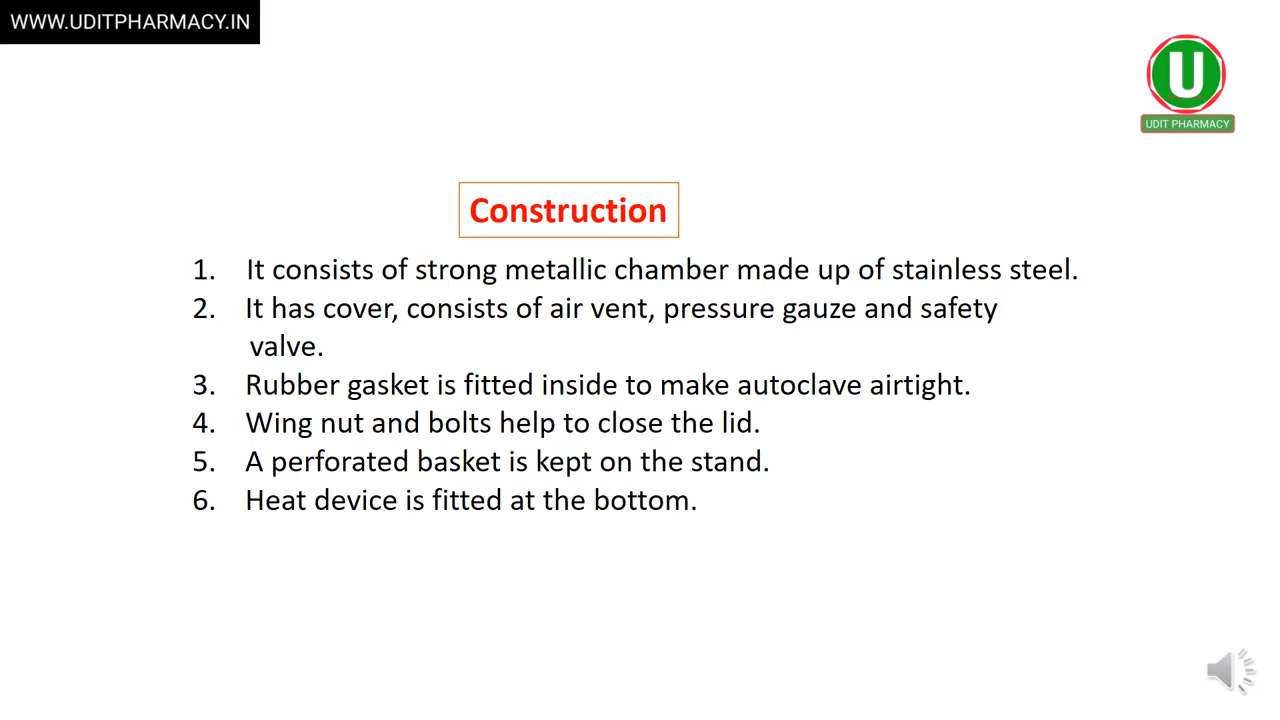 WWW.UDITPHARMACY.IN
U
UDIT PHARMACY
Construction
1. It consists of strong metallic chamber made up of stainless steel.
2. It has cover, consists of air vent, pressure gauze and safety
valve.
3. Rubber gasket is fitted inside to make autoclave airtight.
4. Wing nut and bolts help to close the lid.
5. A perforated basket is kept on the stand.
6. Heat device is fitted at the bottom.